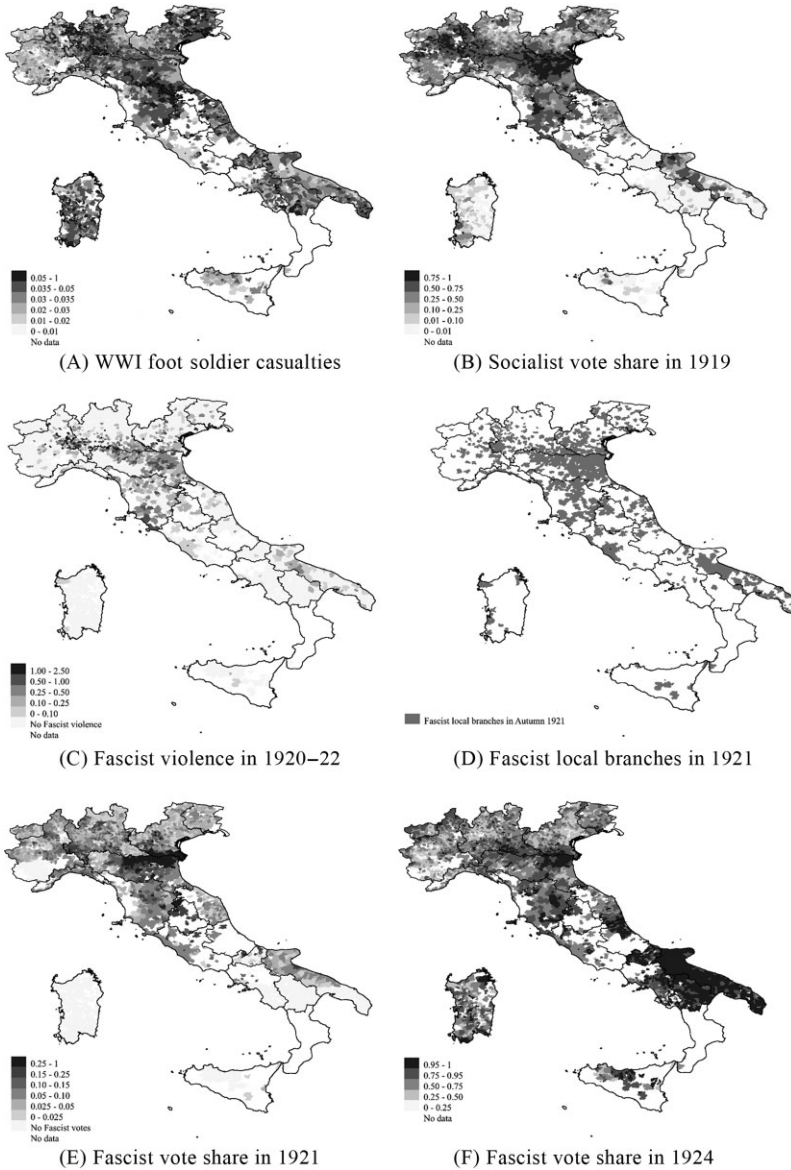 0.05 - 1
0.035 - 0.05
0.03 - 0.035
0.02 - 0.03
0.01 - 0.02
0 - 0.01
No data
(A) WWI foot soldier casualties
0.75 - 1
0.50 - 0.75
0.25 - 0.50
0.10 - 0.25
0.01 - 0.10
0 - 0.01
No data
(B) Socialist vote share in 1919
1.00 - 2.50
0.50 - 1.00
0.25 - 0.50
0.10 - 0.25
0 - 0.10
No Fascist violence
No data
(C) Fascist violence in 1920–22
Fascist local branches in Autumn 1921
(D) Fascist local branches in 1921
0.25 - 1
0.15 - 0.25
0.10 - 0.15
0.05 - 0.10
0.025 - 0.05
0 - 0.025
No Fascist votes
No data
(E) Fascist vote share in 1921
0.95 - 1
0.75 - 0.95
0.50 - 0.75
0.25 - 0.50
0 - 0.25
No data
(F) Fascist vote share in 1924